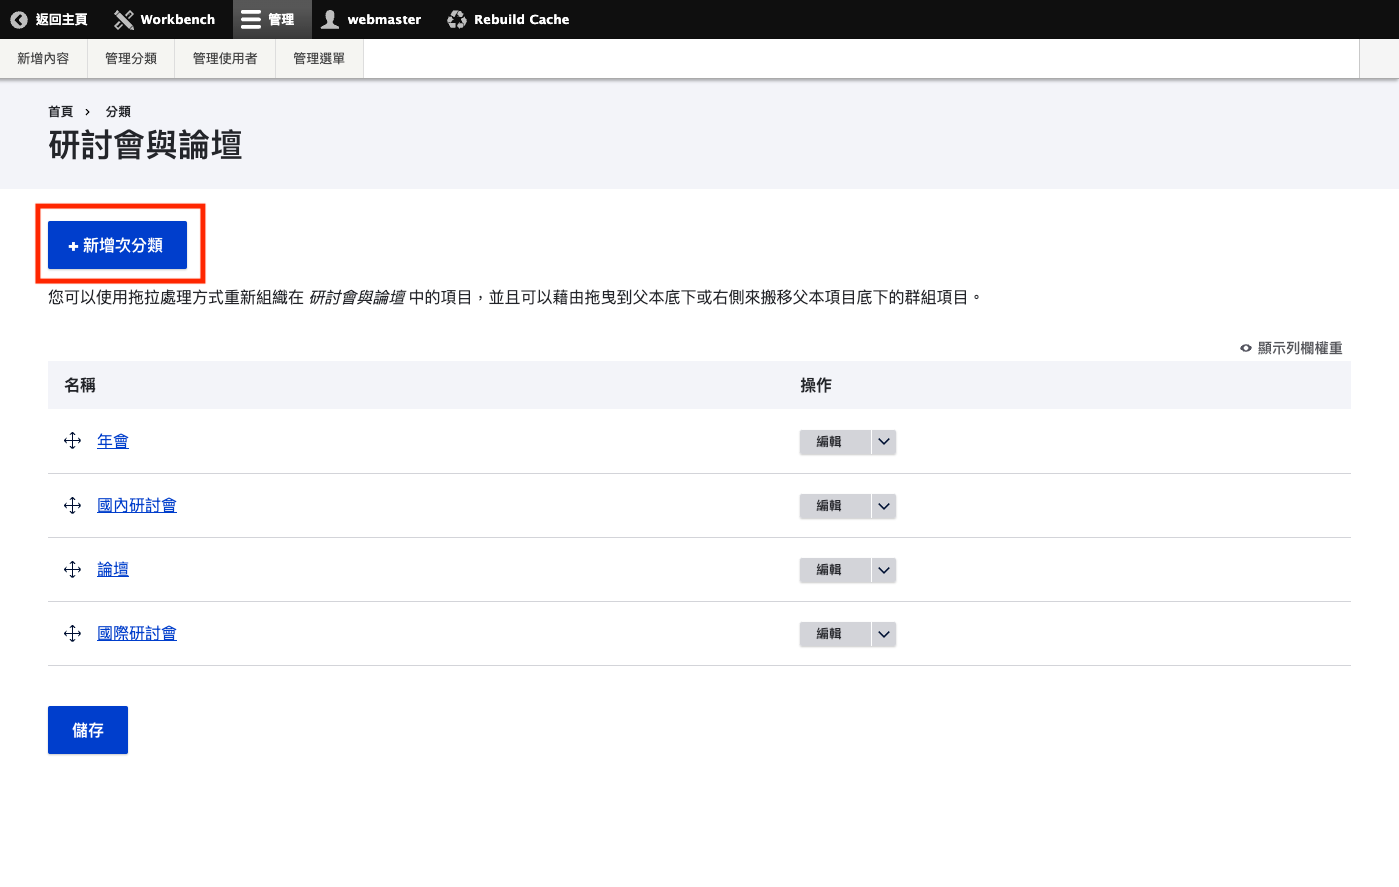 返回主頁 Workbench 管理 webmaster Rebuild Cache
新增內容 管理分類 管理使用者 管理選單
首頁 › 分類
研討會與論壇
+ 新增次分類
您可以使用拖拉處理方式重新組織在 研討會與論壇 中的項目，並且可以藉由拖曳到父本底下或右側來搬移父本項目底下的群組項目。
顯示列欄權重
名稱 操作
年會 編輯
國內研討會 編輯
論壇 編輯
國際研討會 編輯
儲存